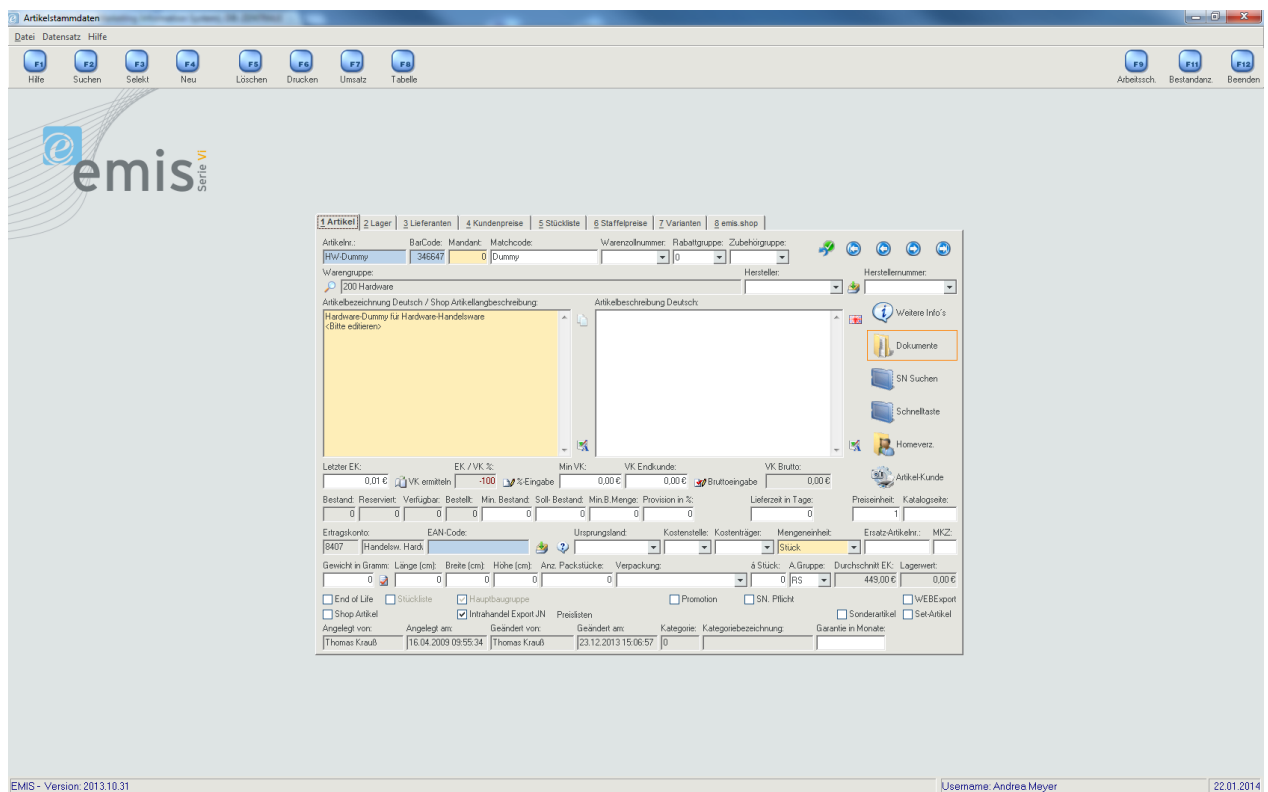 Artikelstammdaten
Datei Datensatz Hilfe
F1 F2 F3 F4 F5 F6 F7 F8 F9 F11 F12
Hilfe Suchen Selekt Neu Löschen Drucken Umsatz Tabelle Arbeitssch. Bestandanz. Beenden
emis Serie VI
1 Artikel 2 Lager 3 Lieferanten 4 Kundenpreise 5 Stückliste 6 Staffelpreise 7 Varianten 8 emis.shop
Artikelnr.: BarCode: Mandant: Matchcode: Warenzollnummer: Rabattgruppe: Zubehörgruppe:
HW-Dummy 346647 0 Dummy 0
Warengruppe: Hersteller: Herstellernummer:
200 Hardware
Artikelbezeichnung Deutsch / Shop Artikellangbeschreibung: Artikelbeschreibung Deutsch:
Hardware-Dummy für Hardware-Handelsware
<Bitte editieren>
Weitere Info's
Dokumente
SN Suchen
Schnelltaste
Homeverz.
Letzter EK: EK / VK %: Min VK: VK Endkunde: VK Brutto:
0,01 € VK ermitteln -100 %-Eingabe 0,00 € 0,00 € Bruttoeingabe 0,00 € Artikel-Kunde
Bestand: Reserviert: Verfügbar: Bestellt: Min. Bestand: Soll- Bestand: Min.B.Menge: Provision in %: Lieferzeit in Tage: Preiseinheit: Katalogseite:
0 0 0 0 0 0 0 0 0 1
Ertragskonto: EAN-Code: Ursprungsland: Kostenstelle: Kostenträger: Mengeneinheit: Ersatz-Artikelnr.: MKZ:
8407 Handelsw. Hard Stück
Gewicht in Gramm: Länge (cm): Breite (cm): Höhe (cm): Anz. Packstücke: Verpackung: á Stück: A.Gruppe: Durchschnitt EK: Lagerwert:
0 0 0 0 0 0 RS 449,00 € 0,00 €
End of Life Stückliste Hauptbaugruppe Promotion SN. Pflicht WEBExport
Shop Artikel Intrahandel Export JN Preislisten Sonderartikel Set-Artikel
Angelegt von: Angelegt am: Geändert von: Geändert am: Kategorie: Kategoriebezeichnung: Garantie in Monate:
Thomas Krauß 16.04.2009 09:55:34 Thomas Krauß 23.12.2013 15:06:57 0
EMIS - Version: 2013.10.31 Username: Andrea Meyer 22.01.2014